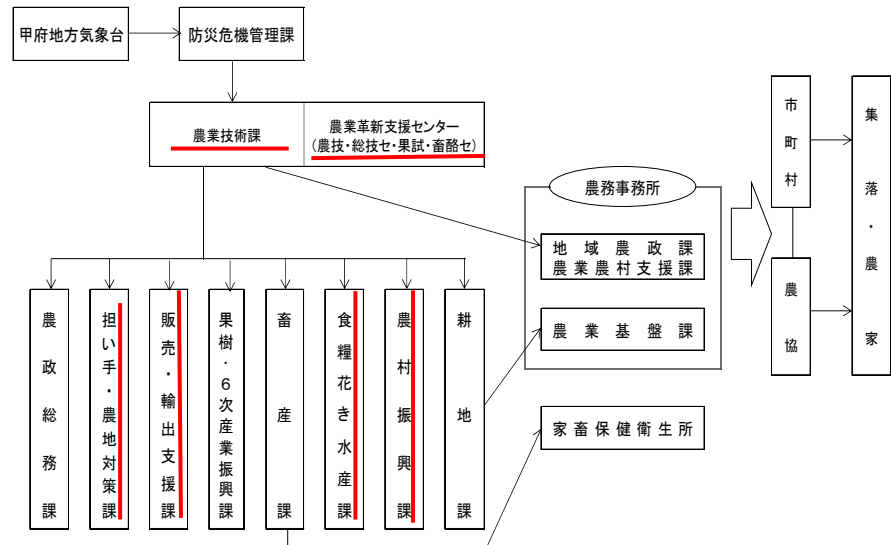 甲府地方気象台
防災危機管理課
農業技術課
農業革新支援センター
(農技・総技セ・果試・畜酪セ)
農務事務所
地域農政課
農業農村支援課
農業基盤課
家畜保健衛生所
市町村
農協
集落・農家
農政総務課
担い手・農地対策課
販売・輸出支援課
果樹・6次産業振興課
畜産課
食糧花き水産課
農村振興課
耕地課